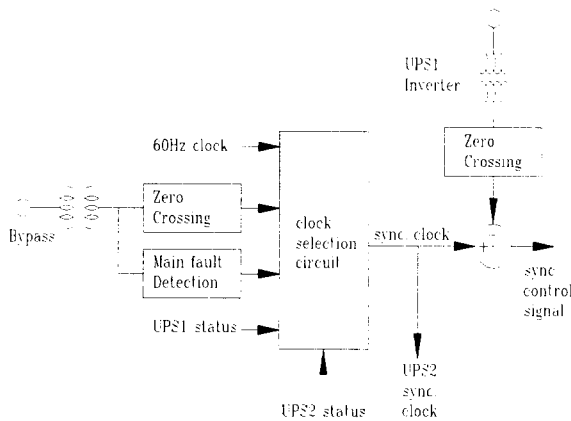 UPS1
Inverter
Zero
Crossing
60Hz clock
Zero
Crossing
Bypass
clock
selection
circuit
sync. clock
+
sync
control
signal
Main fault
Detection
UPS1 status
UPS2
sync.
clock
UPS2 status